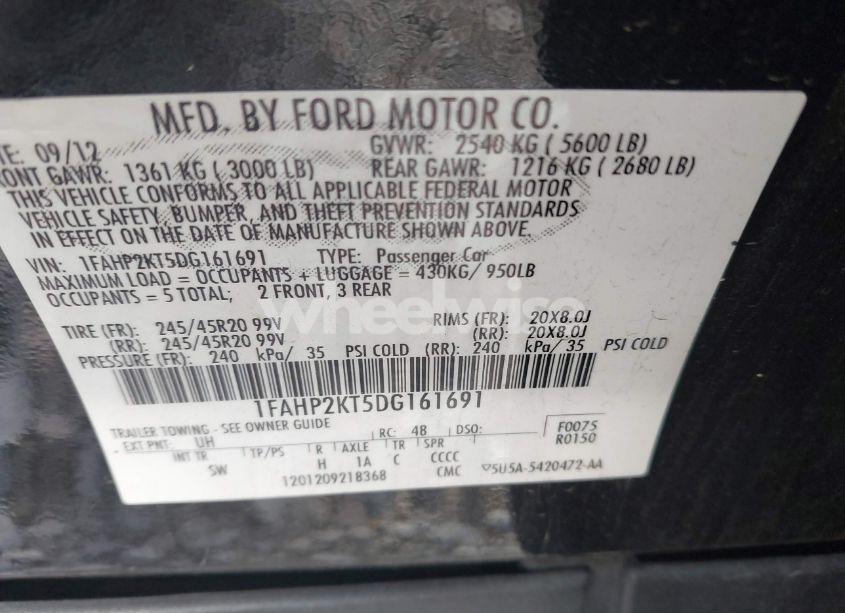 MFD. BY FORD MOTOR CO.
TE: 09/12 GVWR: 2540 KG ( 5600 LB)
RONT GAWR: 1361 KG ( 3000 LB) REAR GAWR: 1216 KG ( 2680 LB)
THIS VEHICLE CONFORMS TO ALL APPLICABLE FEDERAL MOTOR
VEHICLE SAFETY, BUMPER, AND THEFT PREVENTION STANDARDS
IN EFFECT ON THE DATE OF MANUFACTURE SHOWN ABOVE.
VIN: 1FAHP2KT5DG161691 TYPE: Passenger Car
MAXIMUM LOAD = OCCUPANTS + LUGGAGE = 430KG/ 950LB
OCCUPANTS = 5 TOTAL; 2 FRONT, 3 REAR
wheelwise
TIRE (FR): 245/45R20 99V RIMS (FR): 20X8.0J
(RR): 245/45R20 99V (RR): 20X8.0J
PRESSURE (FR): 240 kPa/ 35 PSI COLD (RR): 240 kPa/ 35 PSI COLD
1FAHP2KT5DG161691
TRAILER TOWING - SEE OWNER GUIDE RC: 48 DSO: F0075
EXT PNT: UH R0150
INT TR TP/PS R AXLE TR SPR
SW H 1A C CCCC
1201209218368 CMC 5U5A-5420472-AA